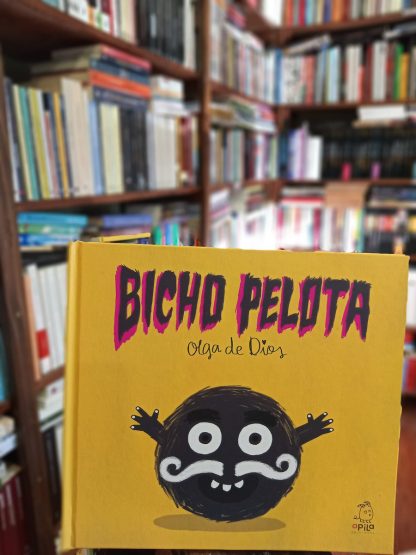 BICHO PELOTA
Olga de Dios
apila